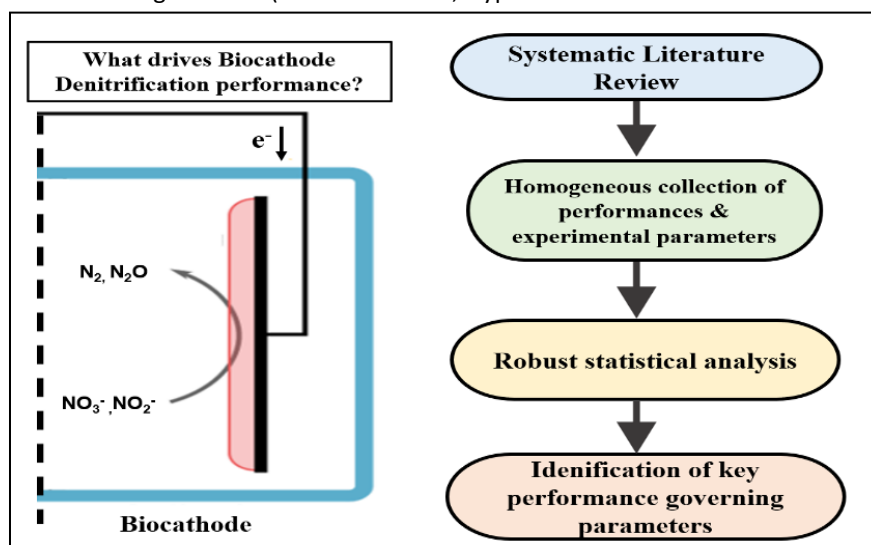 What drives Biocathode
Denitrification performance?
e⁻
N₂, N₂O
NO₃⁻ ,NO₂⁻
Biocathode
Systematic Literature
Review
Homogeneous collection of
performances &
experimental parameters
Robust statistical analysis
Idenification of key
performance governing
parameters